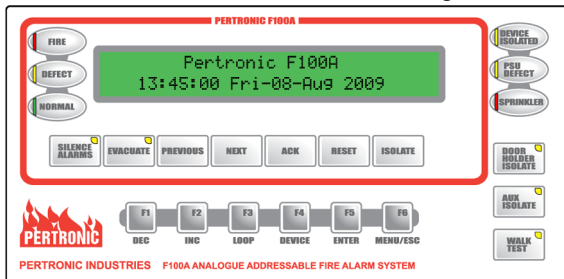 PERTRONIC F100A
FIRE
DEFECT
NORMAL
Pertronic F100A
13:45:00 Fri-08-Aug 2009
DEVICE ISOLATED
PSU DEFECT
SPRINKLER
SILENCE ALARMS
EVACUATE
PREVIOUS
NEXT
ACK
RESET
ISOLATE
DOOR HOLDER ISOLATE
AUX ISOLATE
WALK TEST
F1
F2
F3
F4
F5
F6
DEC
INC
LOOP
DEVICE
ENTER
MENU/ESC
PERTRONIC
PERTRONIC INDUSTRIES F100A ANALOGUE ADDRESSABLE FIRE ALARM SYSTEM